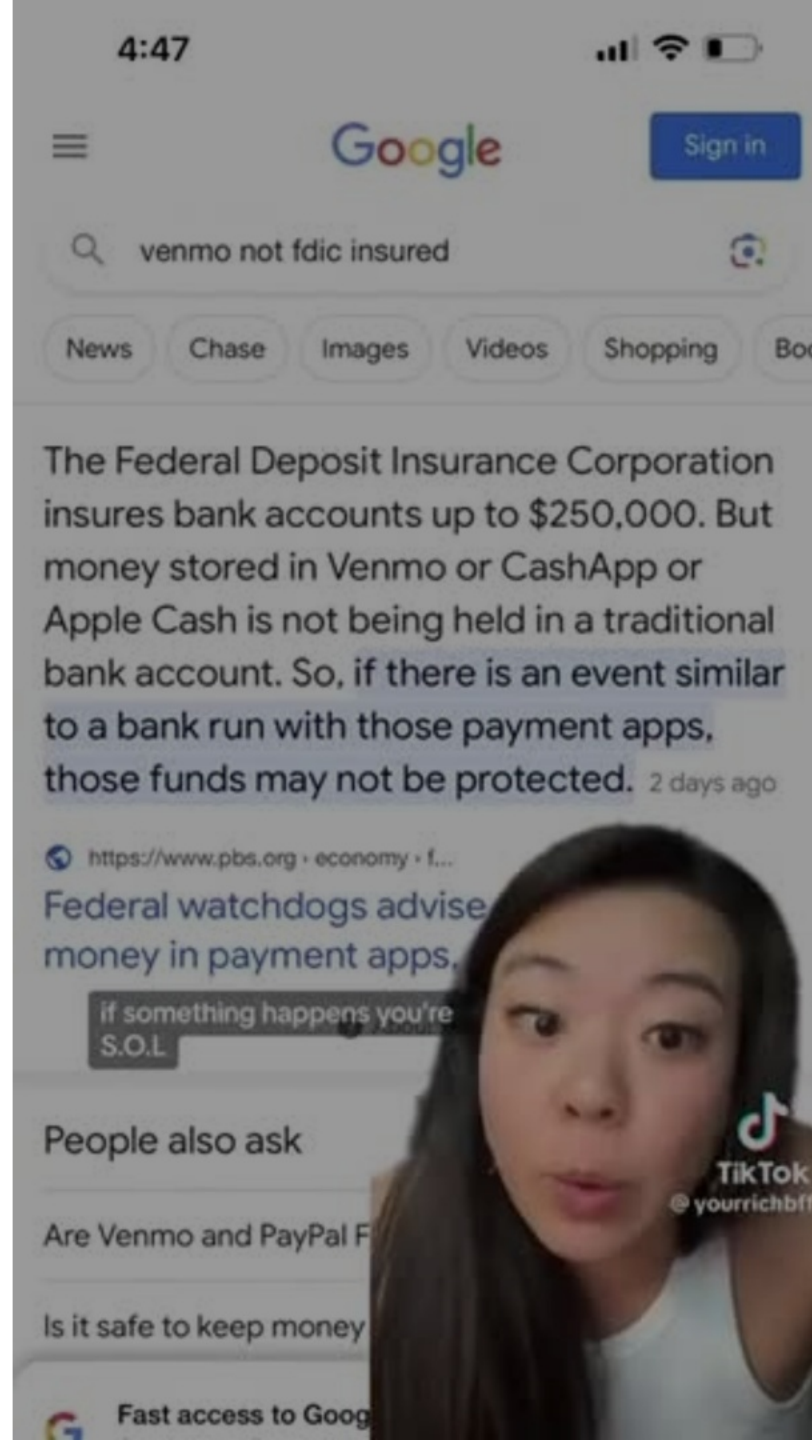 4:47
Google
Sign in
venmo not fdic insured
News
Chase
Images
Videos
Shopping
The Federal Deposit Insurance Corporation
insures bank accounts up to $250,000. But
money stored in Venmo or CashApp or
Apple Cash is not being held in a traditional
bank account. So, if there is an event similar
to a bank run with those payment apps,
those funds may not be protected. 2 days ago
https://www.pbs.org › economy › f...
Federal watchdogs advise
money in payment apps,
if something happens you're
S.O.L
People also ask
TikTok
@yourrichbff
Are Venmo and PayPal F
Is it safe to keep money
Fast access to Goog